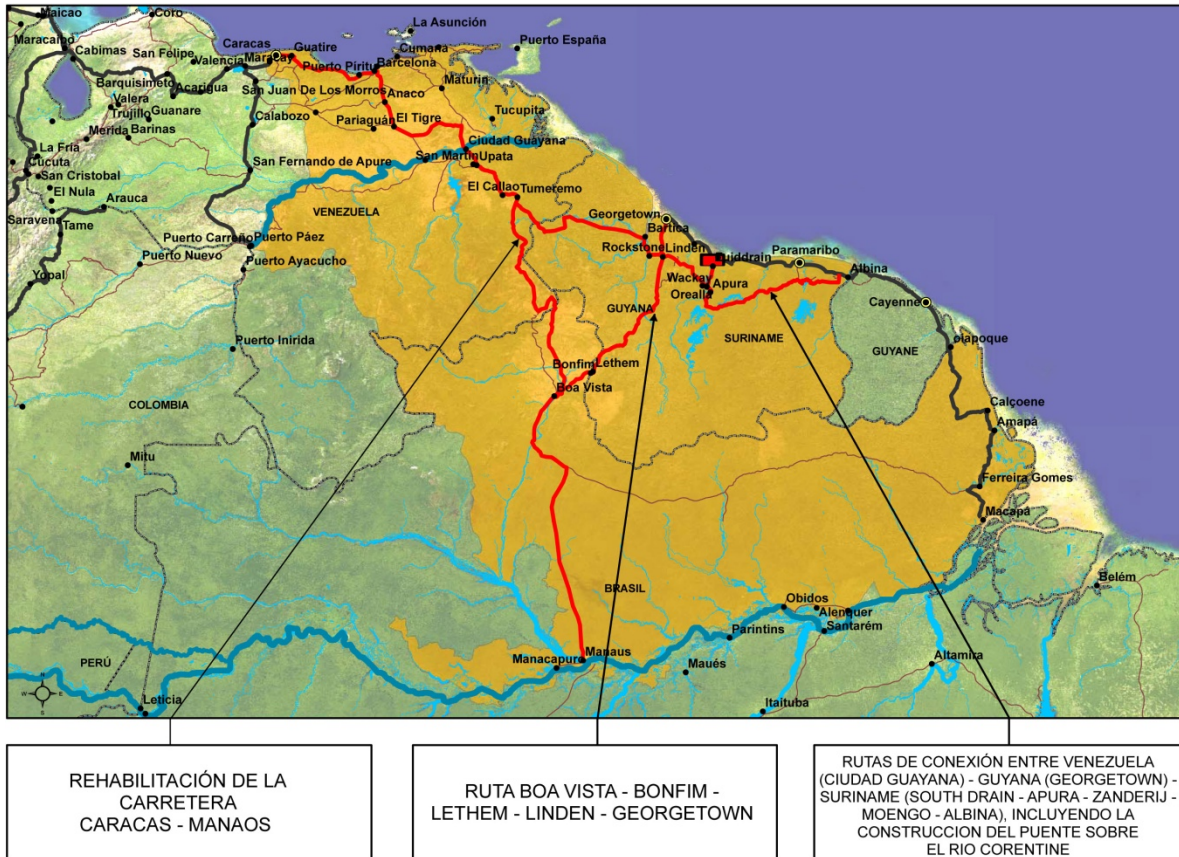 Maicao
Coro
La Asunción
Maracaibo
Cabimas
San Felipe
Caracas
Guatire
Cumaná
Puerto España
Valencia
Maracay
Puerto Piritu
Barcelona
Barquisimeto
Acarigua
San Juan De Los Morros
Anaco
Maturin
Valera
Trujillo
Guanare
Calabozo
Pariaguán
El Tigre
Tucupita
Merida
Barinas
Ciudad Guayana
La Fría
Cucuta
San Cristobal
San Fernando de Apure
San Martin
Upata
El Nula
Arauca
El Callao
Tumeremo
Saravena
Tame
VENEZUELA
Georgetown
Bartica
Puerto Carreño
Puerto Páez
Rockstone
Linden
Paramaribo
Puerto Nuevo
Puerto Ayacucho
Albina
Yopal
Wackay
Apura
Orealla
Cayenne
GUYANA
SURINAME
GUYANE
Puerto Inirida
Oiapoque
Bonfim
Lethem
Boa Vista
COLOMBIA
Calçoene
Amapá
Mitu
Ferreira Gomes
Macapá
BRASIL
Belém
Obidos
Alenquer
Santarém
Parintins
PERÚ
Manacapuru
Manaus
Maués
Altamira
Leticia
Itaituba
N
W E
S
REHABILITACIÓN DE LA
CARRETERA
CARACAS - MANAOS
RUTA BOA VISTA - BONFIM -
LETHEM - LINDEN - GEORGETOWN
RUTAS DE CONEXIÓN ENTRE VENEZUELA
(CIUDAD GUAYANA) - GUYANA (GEORGETOWN) -
SURINAME (SOUTH DRAIN - APURA - ZANDERIJ -
MOENGO - ALBINA), INCLUYENDO LA
CONSTRUCCION DEL PUENTE SOBRE
EL RIO CORENTINE